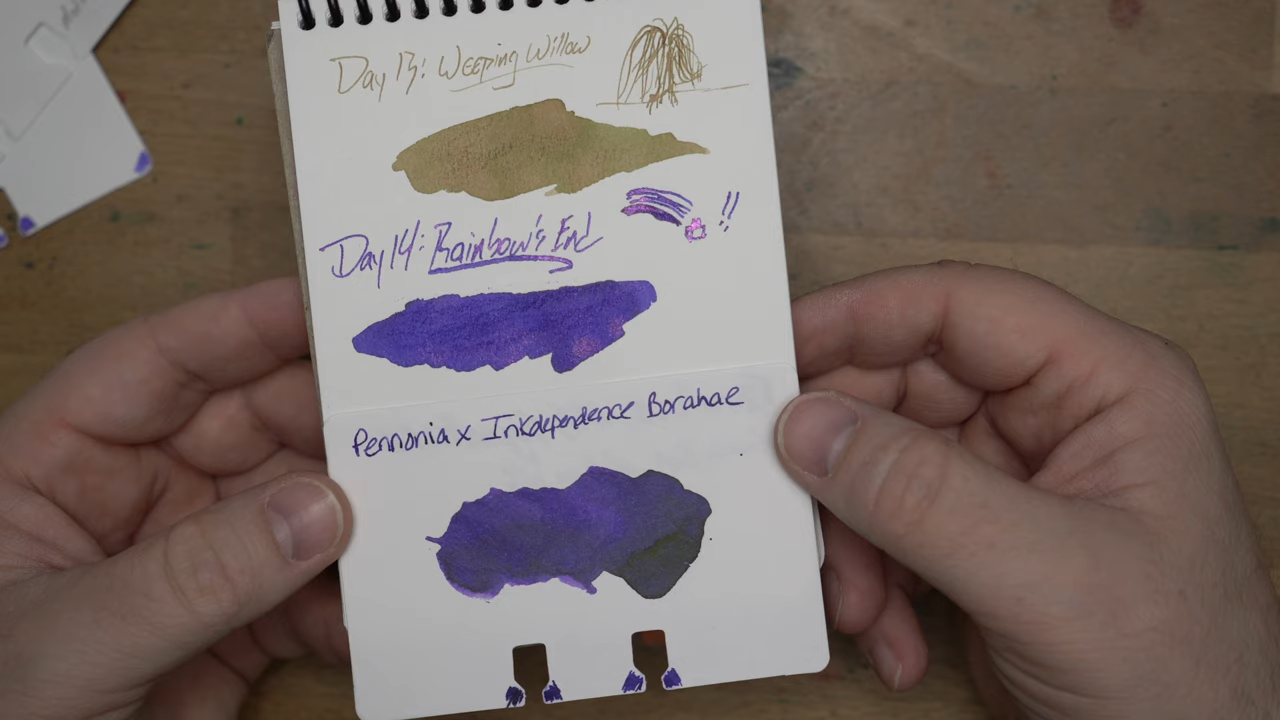 Day 13: Weeping Willow
Day 14: Rainbow's End !!
Pennonia x Inkdependence Borahae